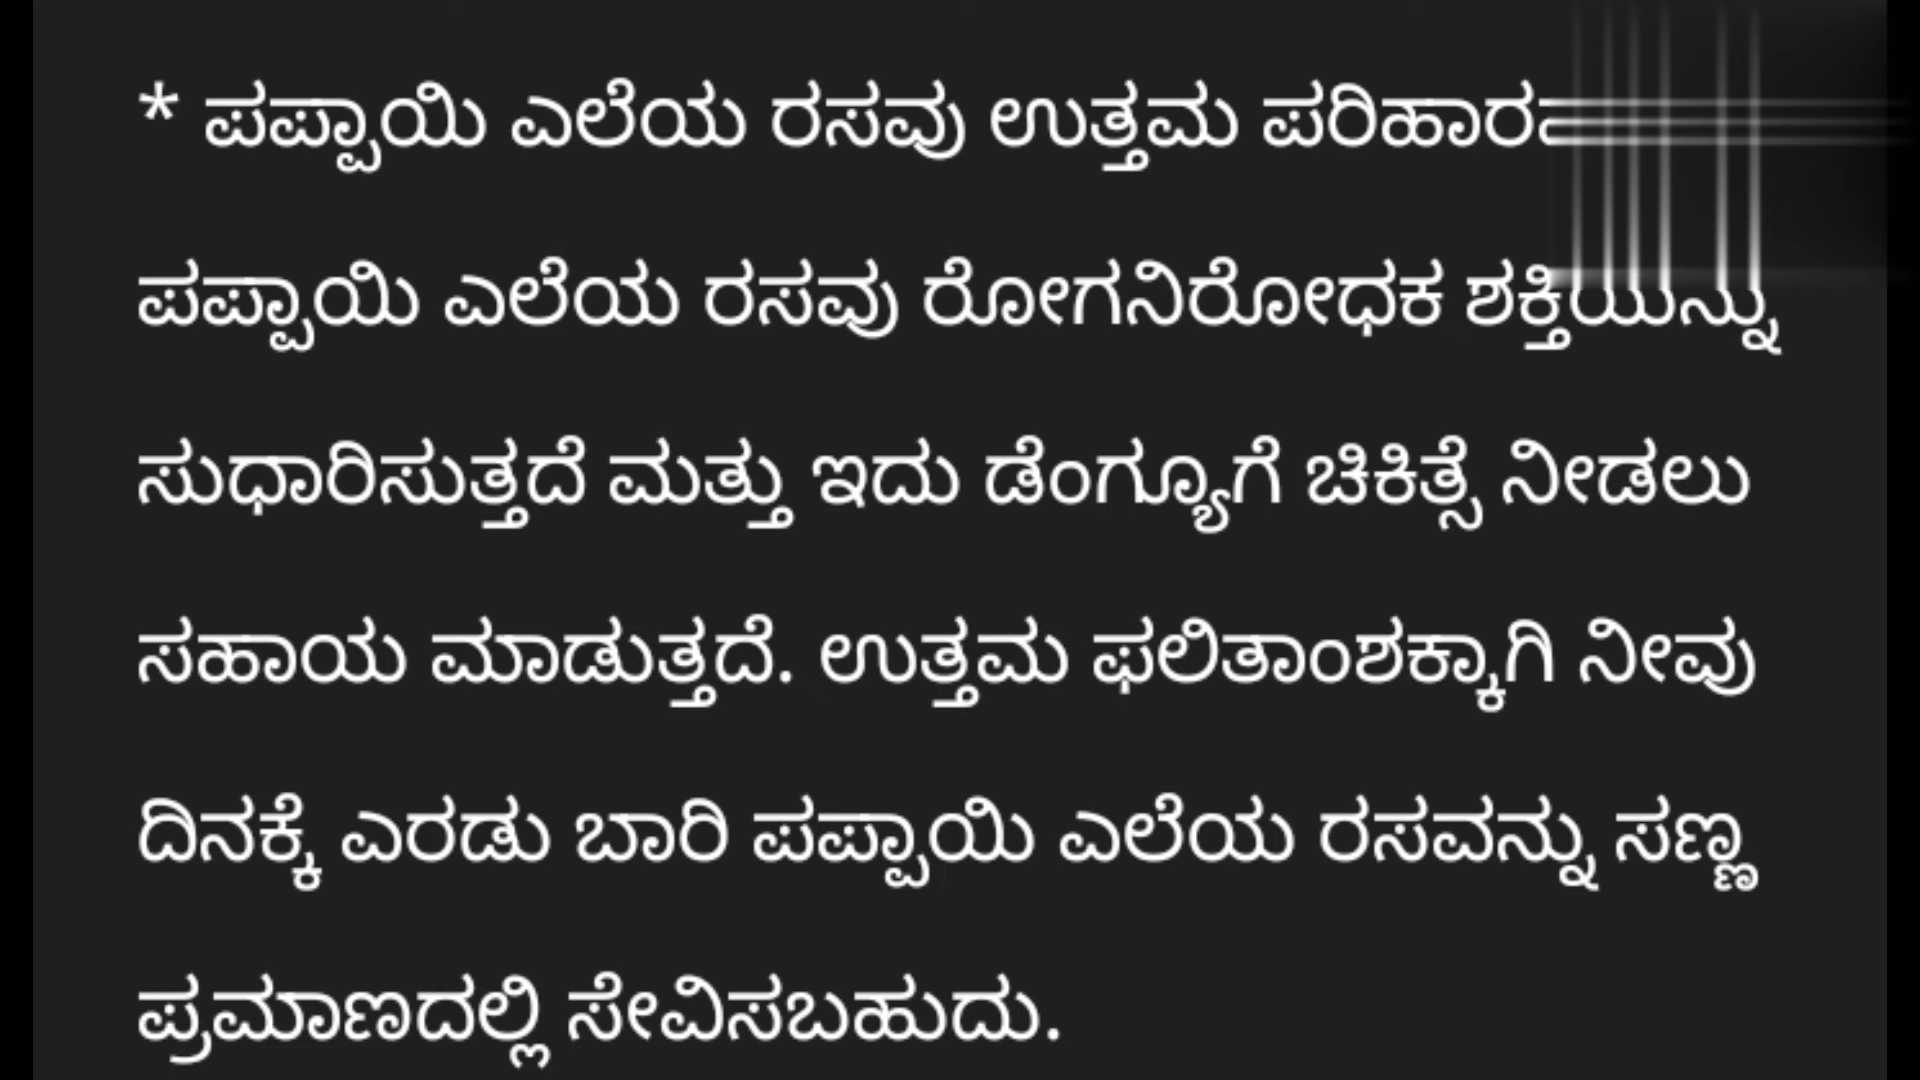 * ಪಪ್ಪಾಯಿ ಎಲೆಯ ರಸವು ಉತ್ತಮ
ಪಪ್ಪಾಯಿ ಎಲೆಯ ರಸವು ರೋಗನಿರೋಧಕ ಶಕ್ತಿಯನ್ನು
ಸುಧಾರಿಸುತ್ತದೆ ಮತ್ತು ಇದು ಡೆಂಗ್ಯೂಗೆ ಚಿಕಿತ್ಸೆ ನೀಡಲು
ಸಹಾಯ ಮಾಡುತ್ತದೆ. ಉತ್ತಮ ಫಲಿತಾಂಶಕ್ಕಾಗಿ ನೀವು
ದಿನಕ್ಕೆ ಎರಡು ಬಾರಿ ಪಪ್ಪಾಯಿ ಎಲೆಯ ರಸವನ್ನು ಸಣ್ಣ
ಪ್ರಮಾಣದಲ್ಲಿ ಸೇವಿಸಬಹುದು.